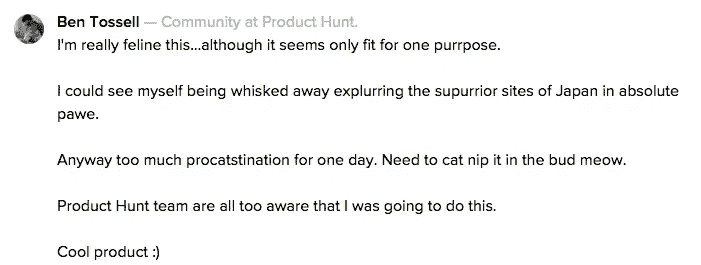 Ben Tossell — Community at Product Hunt.
I'm really feline this...although it seems only fit for one purrpose.
I could see myself being whisked away explurring the supurrior sites of Japan in absolute
pawe.
Anyway too much procatstination for one day. Need to cat nip it in the bud meow.
Product Hunt team are all too aware that I was going to do this.
Cool product :)